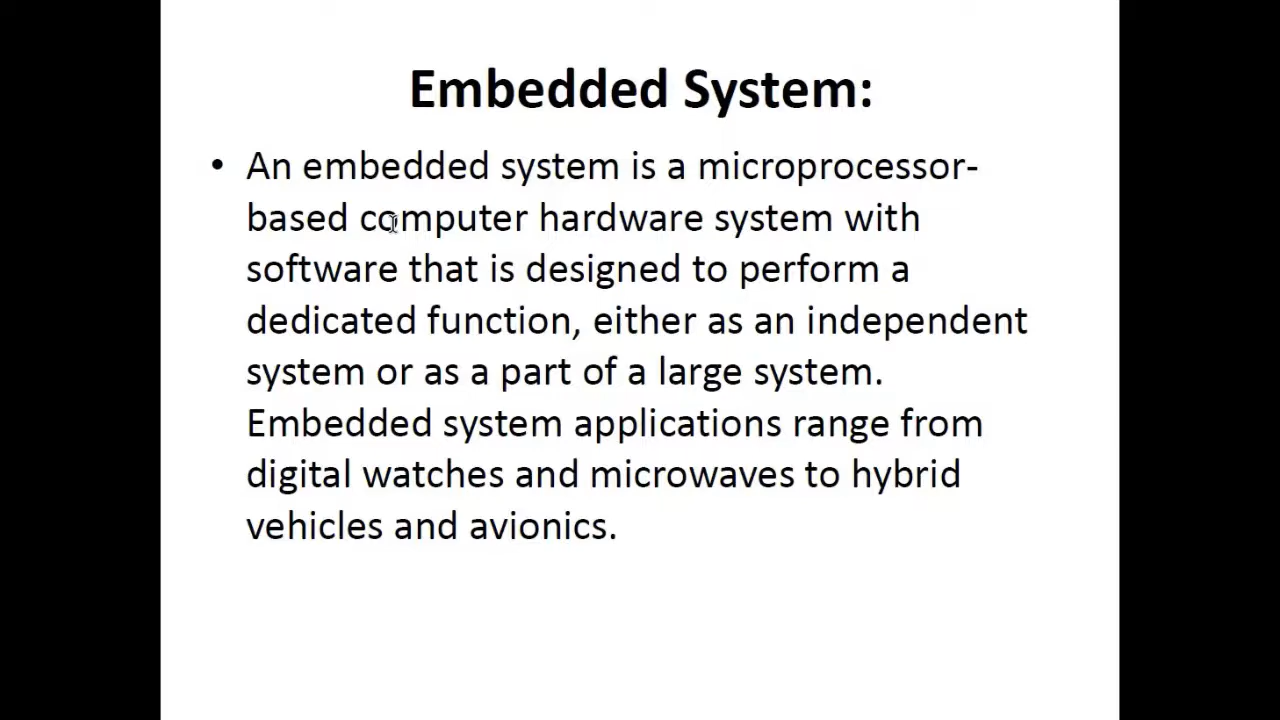 Embedded System:
• An embedded system is a microprocessor-
based computer hardware system with
software that is designed to perform a
dedicated function, either as an independent
system or as a part of a large system.
Embedded system applications range from
digital watches and microwaves to hybrid
vehicles and avionics.